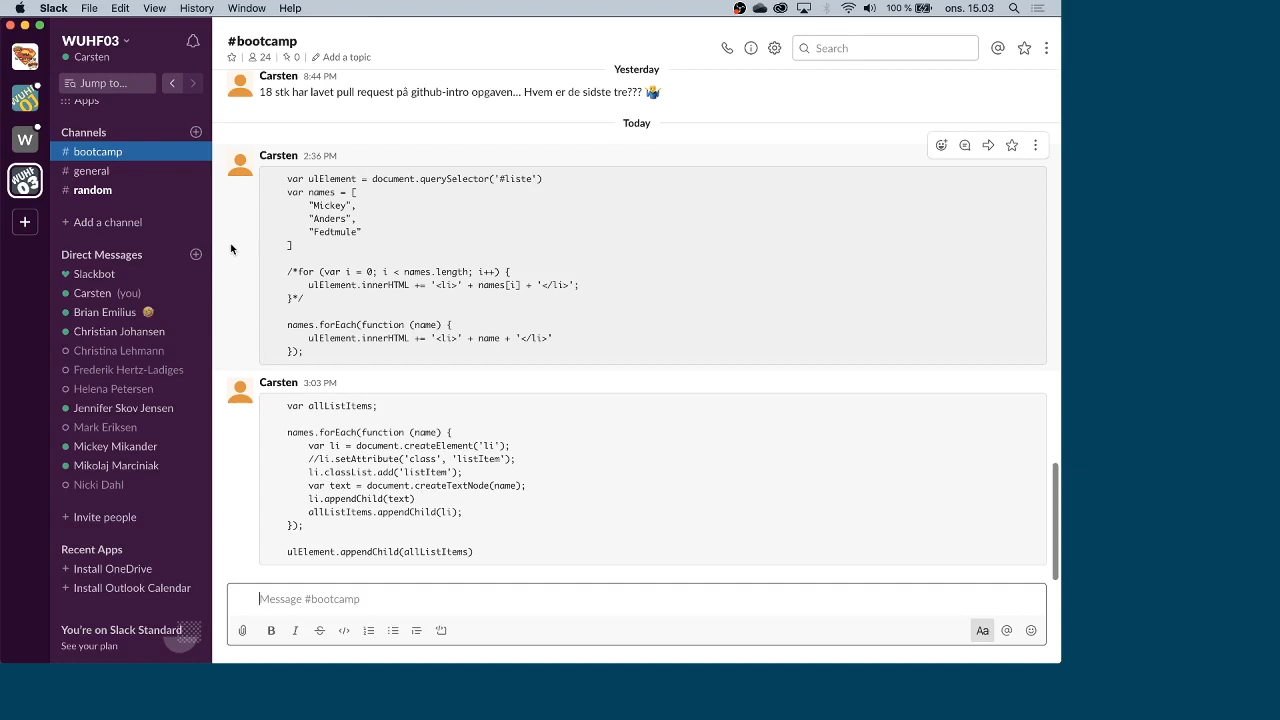 Slack File Edit View History Window Help 100 % ons. 15.03
WUHF03
Carsten
Jump to...
Apps
Channels
# bootcamp
# general
# random
+ Add a channel
Direct Messages
Slackbot
Carsten (you)
Brian Emilius
Christian Johansen
Christina Lehmann
Frederik Hertz-Ladiges
Helena Petersen
Jennifer Skov Jensen
Mark Eriksen
Mickey Mikander
Mikolaj Marciniak
Nicki Dahl
+ Invite people
Recent Apps
+ Install OneDrive
+ Install Outlook Calendar
You're on Slack Standard
See your plan
WUHF 01
W
WUHF 03
#bootcamp
24 0 Add a topic
Search
Yesterday
Carsten 8:44 PM
18 stk har lavet pull request på github-intro opgaven... Hvem er de sidste tre???
Today
Carsten 2:36 PM
var ulElement = document.querySelector('#liste')
var names = [
"Mickey",
"Anders",
"Fedtmule"
]
/*for (var i = 0; i < names.length; i++) {
ulElement.innerHTML += '<li>' + names[i] + '</li>';
}*/
names.forEach(function (name) {
ulElement.innerHTML += '<li>' + name + '</li>'
});
Carsten 3:03 PM
var allListItems;
names.forEach(function (name) {
var li = document.createElement('li');
//li.setAttribute('class', 'listItem');
li.classList.add('listItem');
var text = document.createTextNode(name);
li.appendChild(text)
allListItems.appendChild(li);
});
ulElement.appendChild(allListItems)
Message #bootcamp
B I S </> Aa @